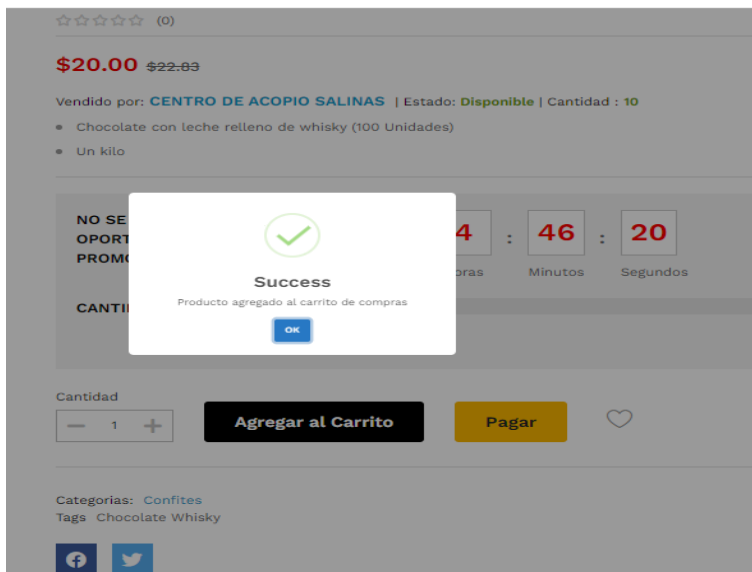 (0)
$20.00 $22.83
Vendido por: CENTRO DE ACOPIO SALINAS | Estado: Disponible | Cantidad : 10
Chocolate con leche relleno de whisky (100 Unidades)
Un kilo
NO SE
OPORT
PROMO
4 : 46 : 20
oras Minutos Segundos
CANTI
Success
Producto agregado al carrito de compras
OK
Cantidad
1
Agregar al Carrito
Pagar
Categorias: Confites
Tags Chocolate Whisky